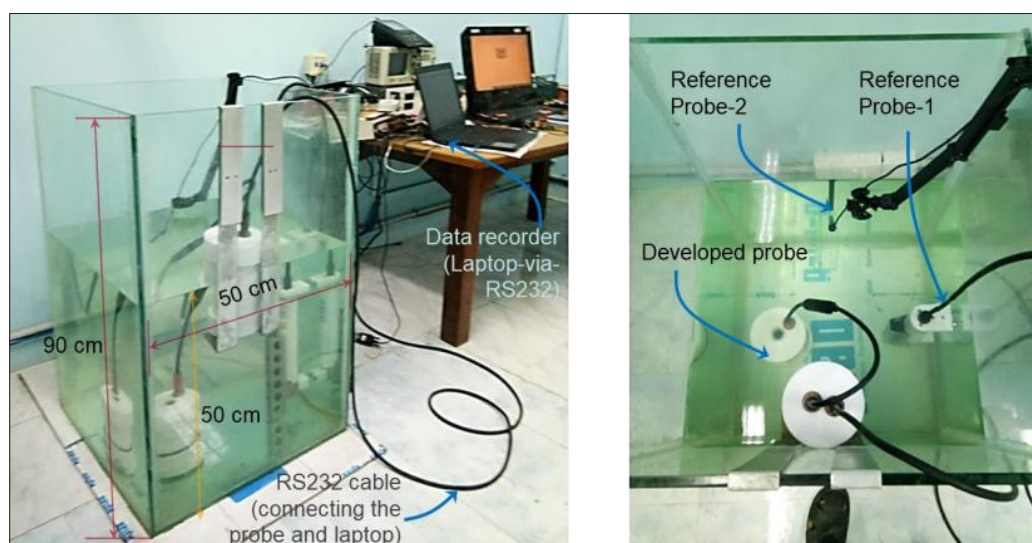 Data recorder
(Laptop-via-
RS232)
50 cm
90 cm
50 cm
RS232 cable
(connecting the
probe and laptop)
Reference
Probe-2
Reference
Probe-1
Developed probe